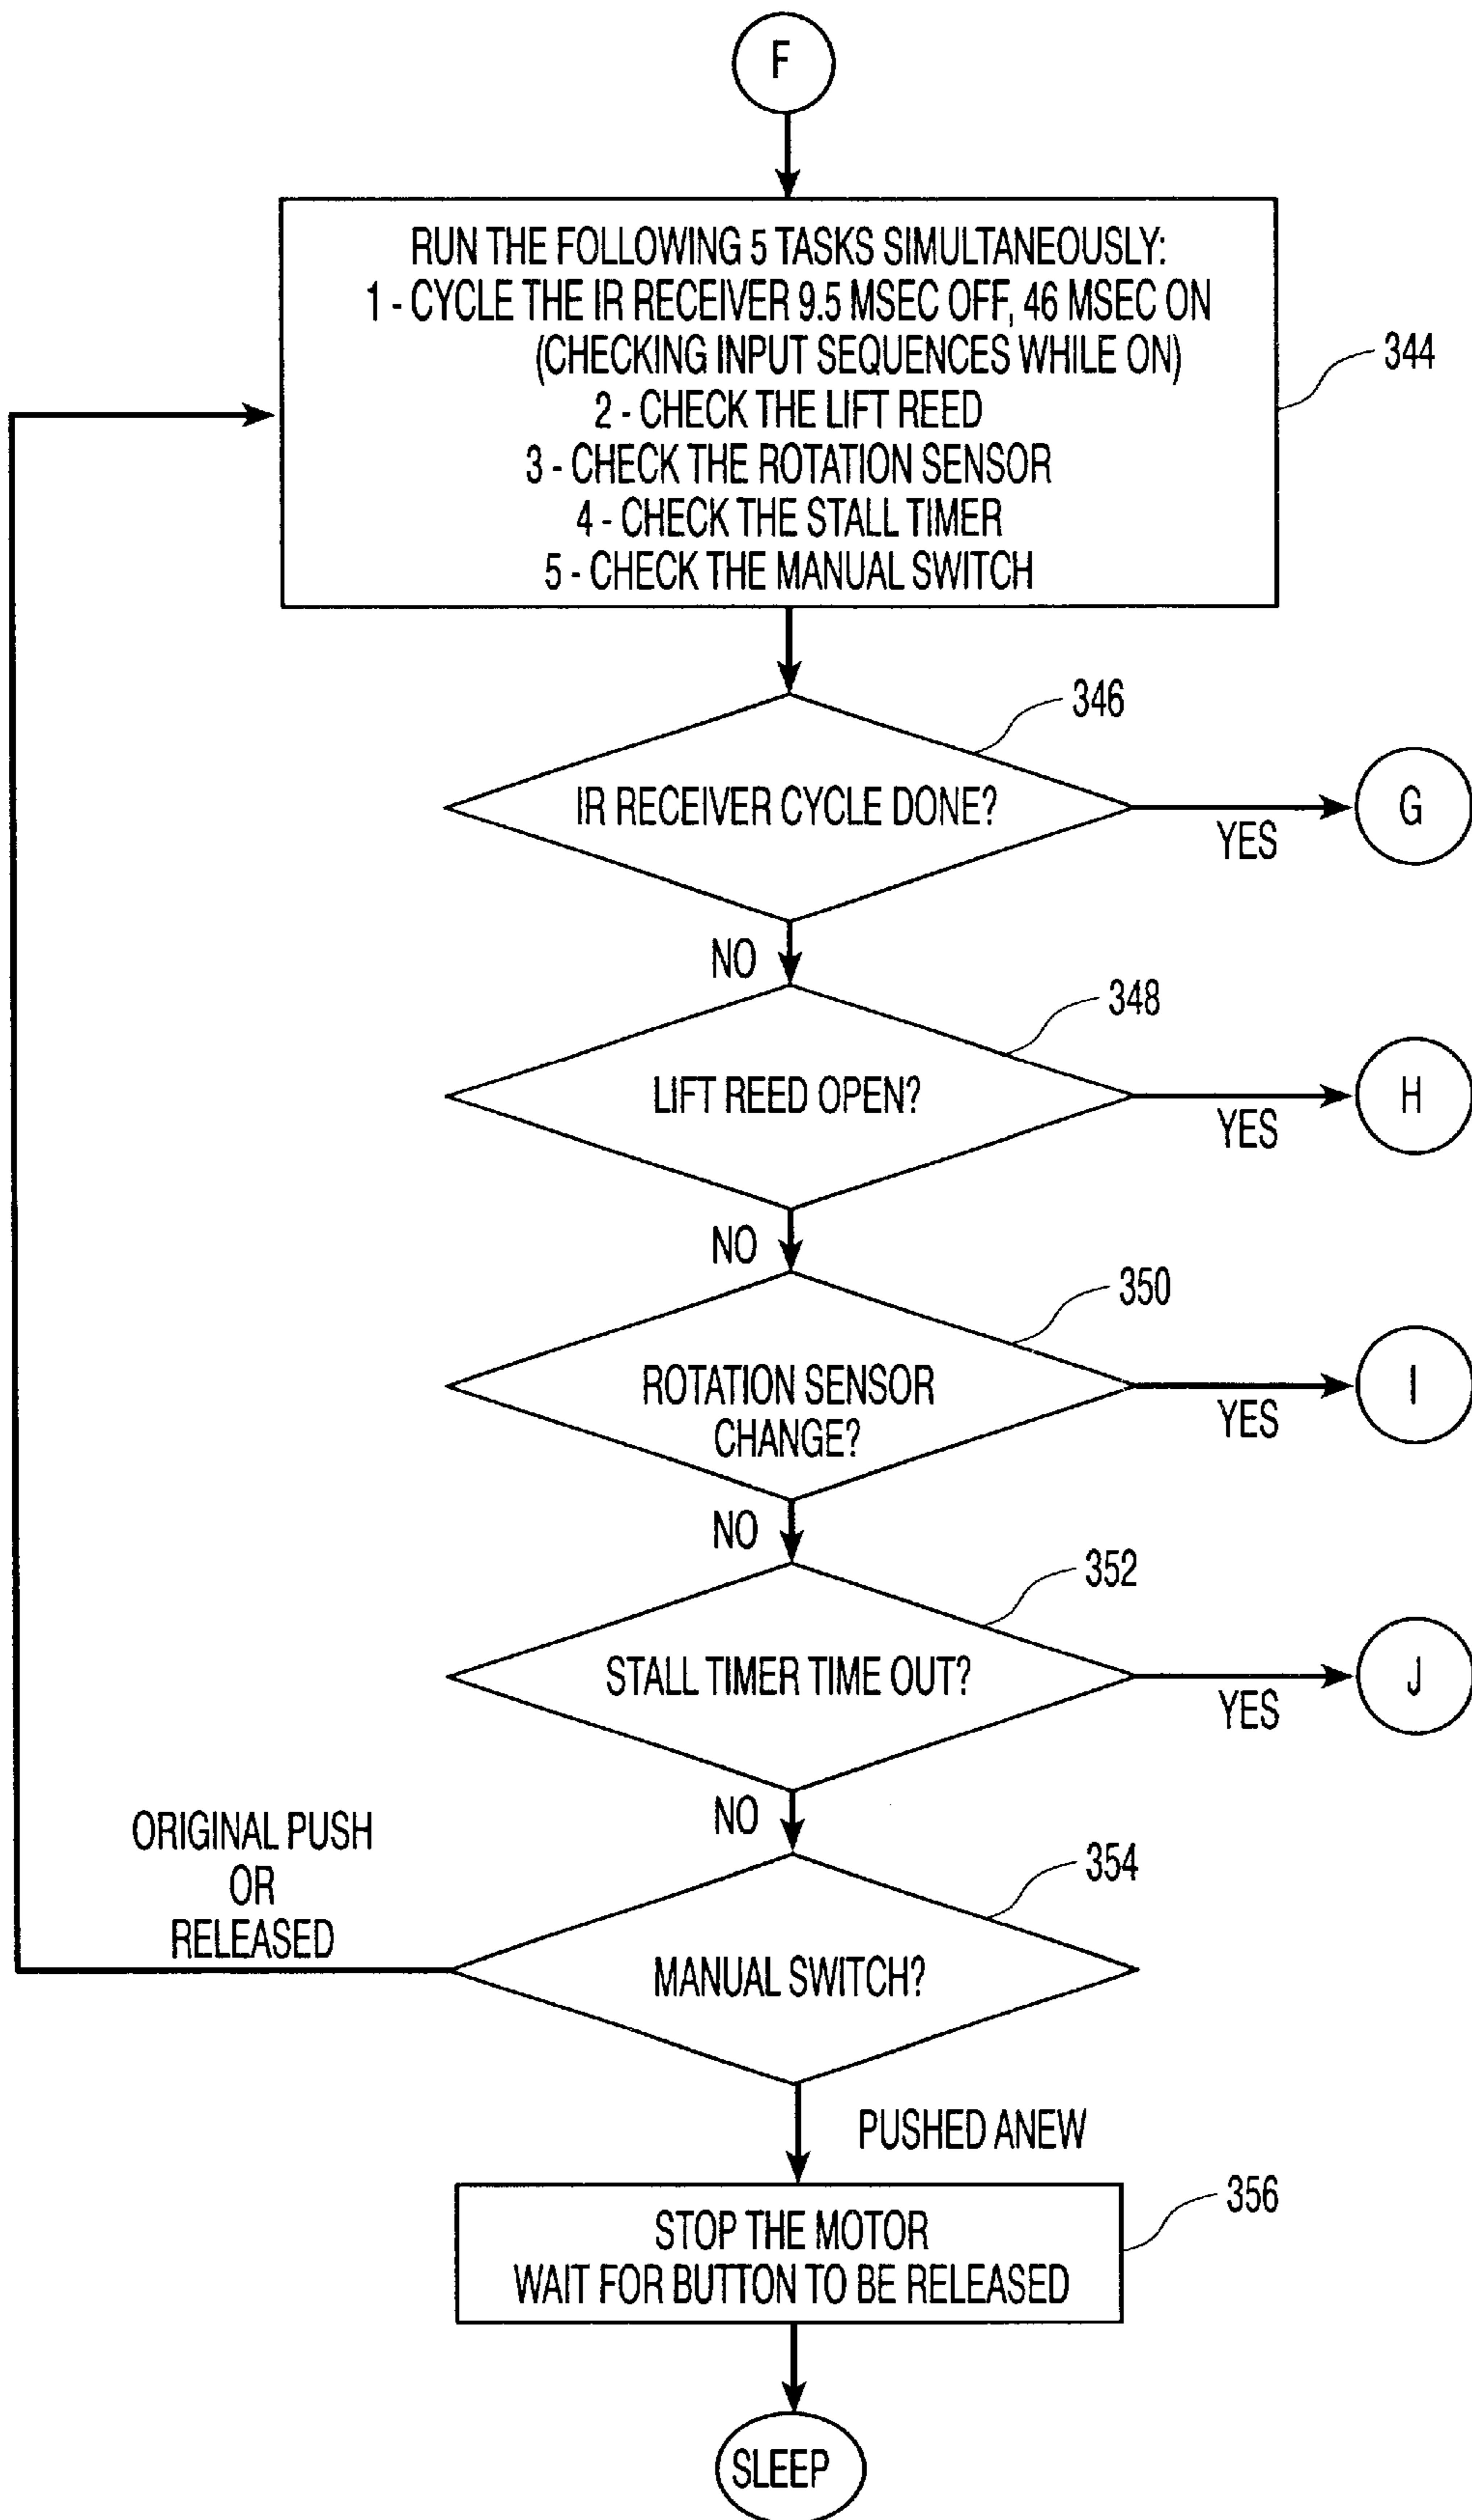 F
RUN THE FOLLOWING 5 TASKS SIMULTANEOUSLY:
1 - CYCLE THE IR RECEIVER 9.5 MSEC OFF, 46 MSEC ON
(CHECKING INPUT SEQUENCES WHILE ON)
2 - CHECK THE LIFT REED
3 - CHECK THE ROTATION SENSOR
4 - CHECK THE STALL TIMER
5 - CHECK THE MANUAL SWITCH
344
346
IR RECEIVER CYCLE DONE?
YES
G
NO
348
LIFT REED OPEN?
YES
H
NO
350
ROTATION SENSOR
CHANGE?
YES
I
NO
352
STALL TIMER TIME OUT?
YES
J
NO
ORIGINAL PUSH
OR
RELEASED
354
MANUAL SWITCH?
PUSHED ANEW
356
STOP THE MOTOR
WAIT FOR BUTTON TO BE RELEASED
SLEEP